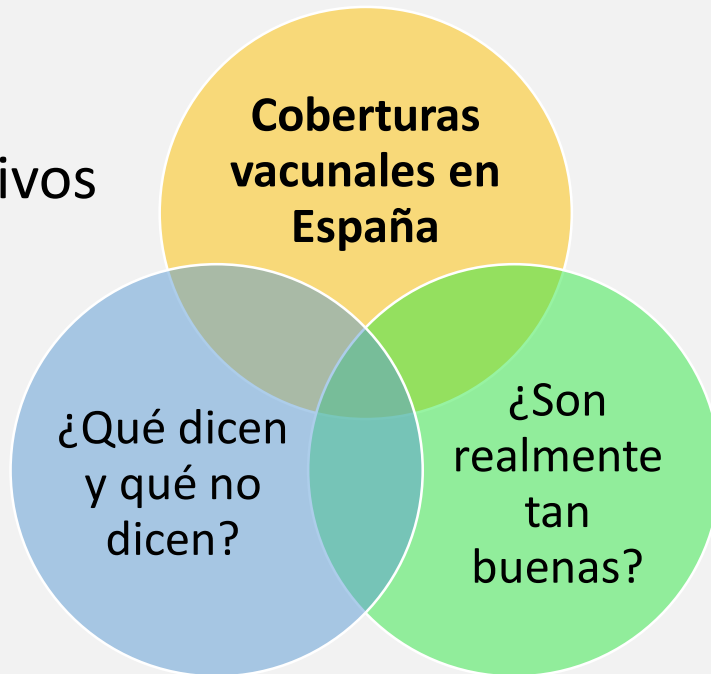 Coberturas
vacunales en
España
ivos
¿Qué dicen
y qué no
dicen?
¿Son
realmente
tan
buenas?